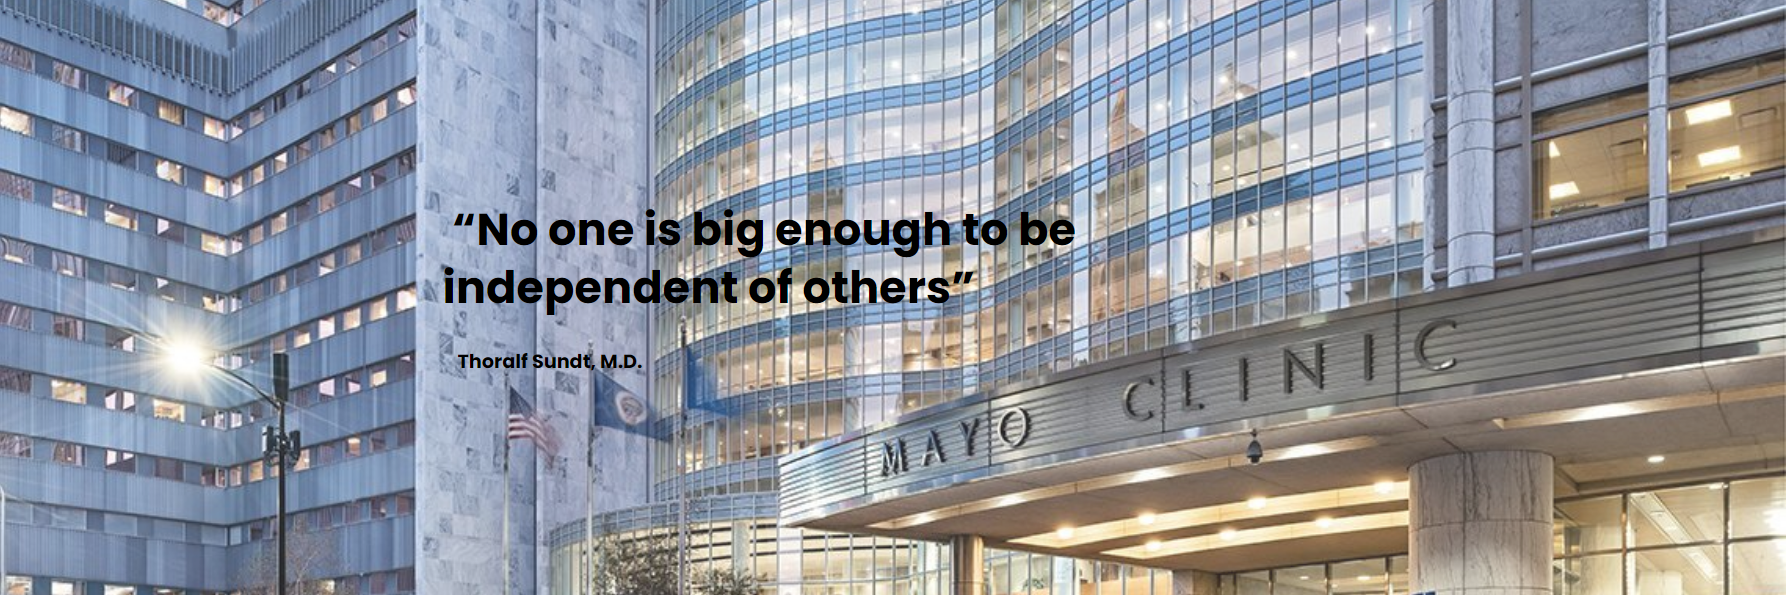 “No one is big enough to be
independent of others”
Thoralf Sundt, M.D.
MAYO CLINIC